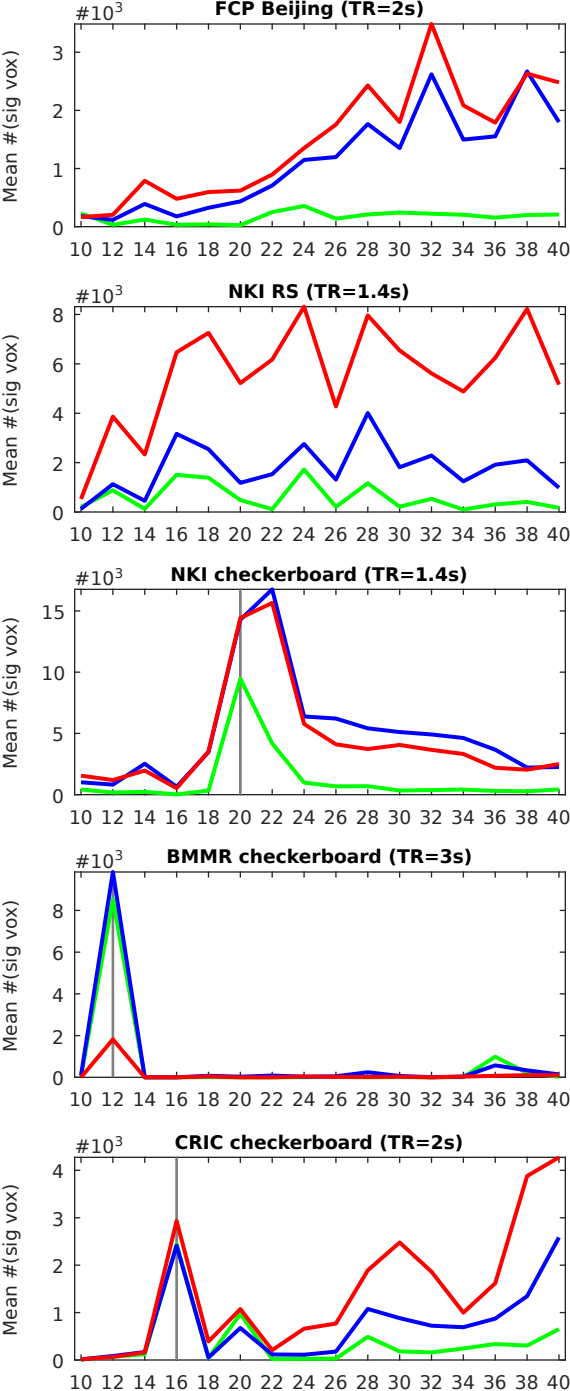 FCP Beijing (TR=2s)
#10³
Mean #(sig vox)
3
2
1
0
10 12 14 16 18 20 22 24 26 28 30 32 34 36 38 40
NKI RS (TR=1.4s)
#10³
Mean #(sig vox)
8
6
4
2
0
10 12 14 16 18 20 22 24 26 28 30 32 34 36 38 40
NKI checkerboard (TR=1.4s)
#10³
Mean #(sig vox)
15
10
5
0
10 12 14 16 18 20 22 24 26 28 30 32 34 36 38 40
BMMR checkerboard (TR=3s)
#10³
Mean #(sig vox)
8
6
4
2
0
10 12 14 16 18 20 22 24 26 28 30 32 34 36 38 40
CRIC checkerboard (TR=2s)
#10³
Mean #(sig vox)
4
3
2
1
0
10 12 14 16 18 20 22 24 26 28 30 32 34 36 38 40